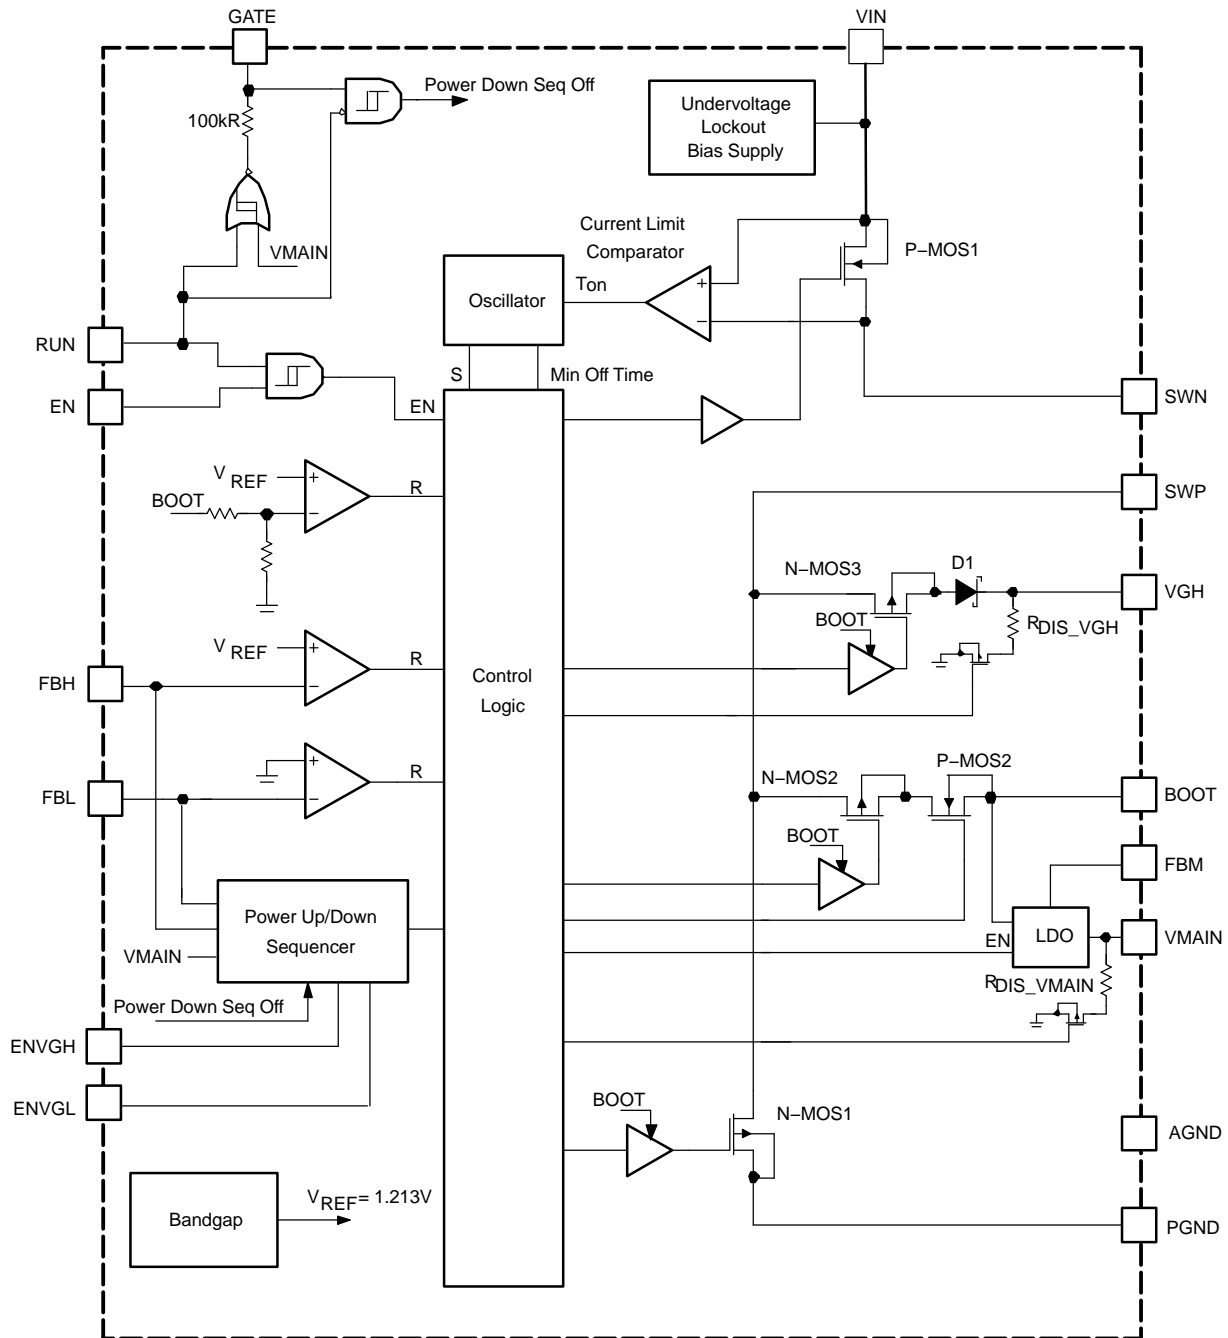 GATE
VIN
Power Down Seq Off
100kR
Undervoltage
Lockout
Bias Supply
VMAIN
Current Limit
Comparator
P–MOS1
Oscillator
Ton
RUN
S
Min Off Time
EN
EN
SWN
V REF
BOOT
R
SWP
N–MOS3
D1
VGH
BOOT
RDIS_VGH
V REF
R
FBH
Control
Logic
FBL
R
N–MOS2
P–MOS2
BOOT
BOOT
FBM
Power Up/Down
Sequencer
VMAIN
EN
LDO
VMAIN
RDIS_VMAIN
Power Down Seq Off
ENVGH
ENVGL
BOOT
N–MOS1
AGND
Bandgap
VREF= 1.213V
PGND